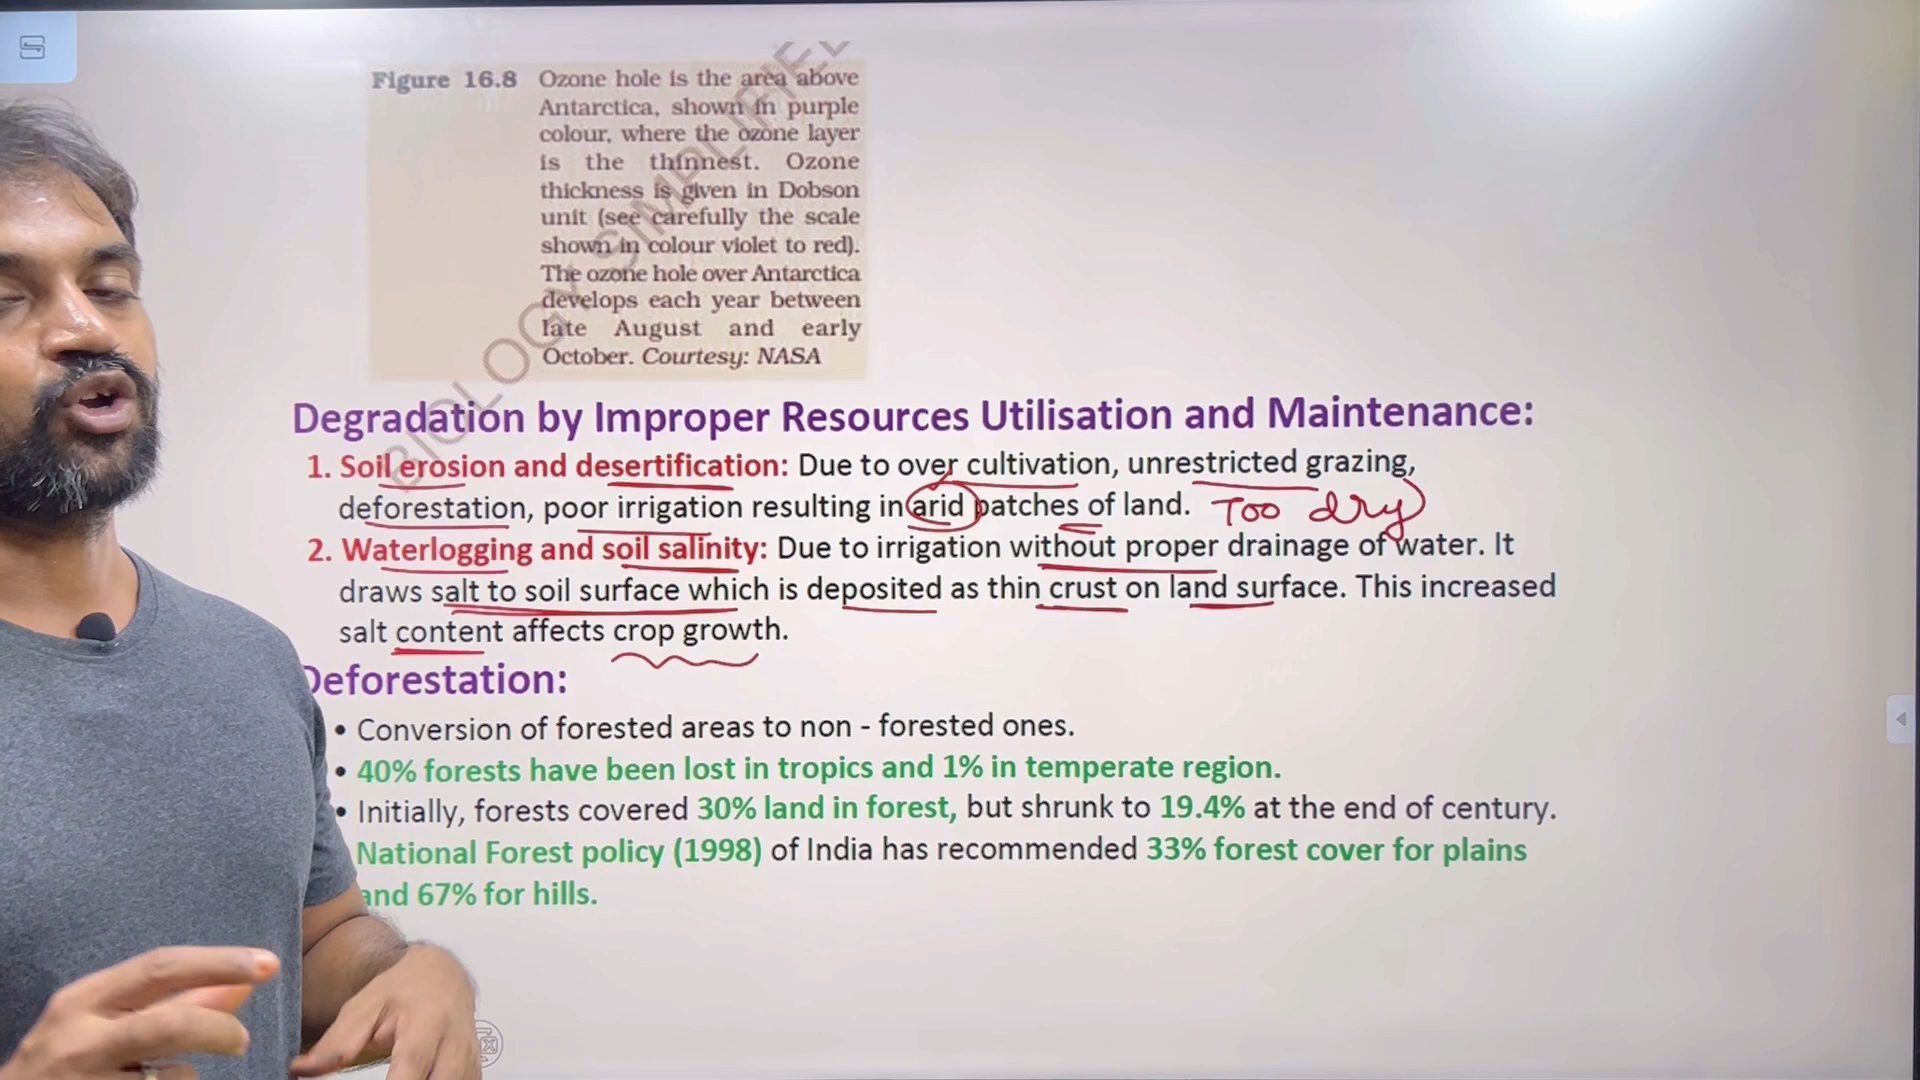 Figure 16.8 Ozone hole is the area above
Antarctica, shown in purple
colour, where the ozone layer
is the thinnest. Ozone
thickness is given in Dobson
unit (see carefully the scale
shown in colour violet to red).
The ozone hole over Antarctica
develops each year between
late August and early
October. Courtesy: NASA
BIOLOGY SIMPLIFIED
Degradation by Improper Resources Utilisation and Maintenance:
1. Soil erosion and desertification: Due to over cultivation, unrestricted grazing,
deforestation, poor irrigation resulting in arid patches of land. Too dry
2. Waterlogging and soil salinity: Due to irrigation without proper drainage of water. It
draws salt to soil surface which is deposited as thin crust on land surface. This increased
salt content affects crop growth.
Deforestation:
• Conversion of forested areas to non - forested ones.
• 40% forests have been lost in tropics and 1% in temperate region.
• Initially, forests covered 30% land in forest, but shrunk to 19.4% at the end of century.
National Forest policy (1998) of India has recommended 33% forest cover for plains
and 67% for hills.